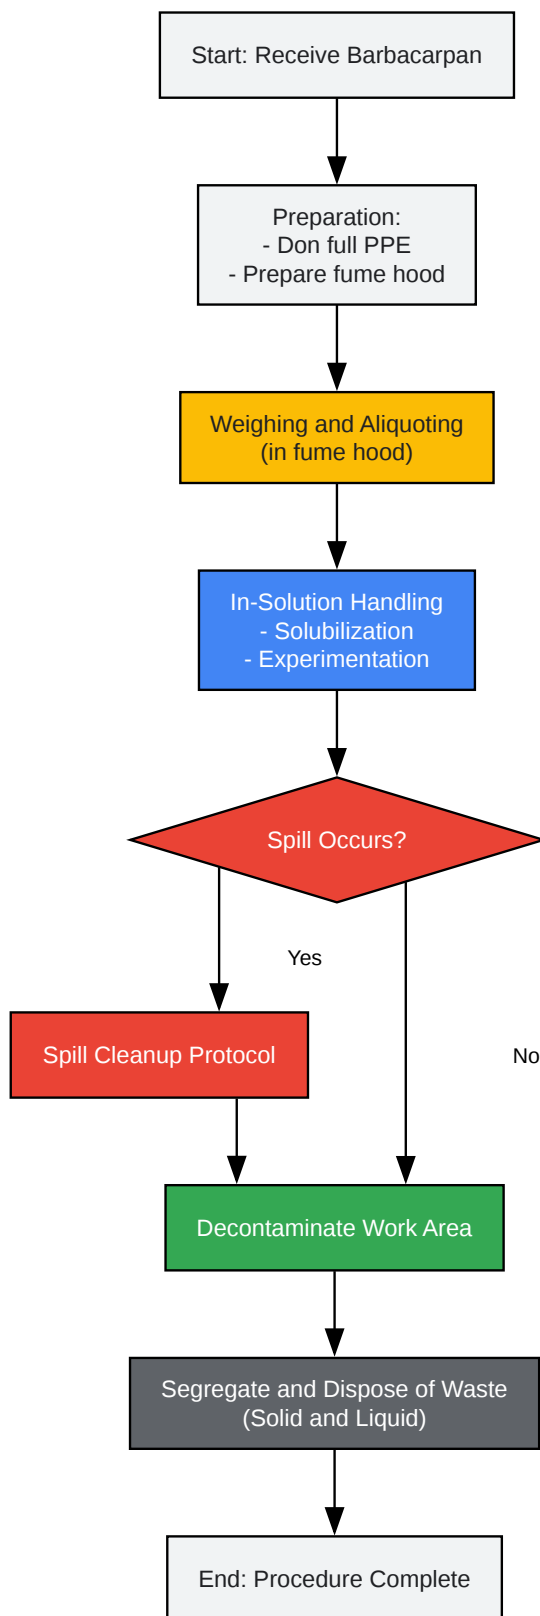 Start: Receive Barbacarpan
Preparation:
- Don full PPE
- Prepare fume hood
Weighing and Aliquoting
(in fume hood)
In-Solution Handling
- Solubilization
- Experimentation
Spill Occurs?
Yes
Spill Cleanup Protocol
No
Decontaminate Work Area
Segregate and Dispose of Waste
(Solid and Liquid)
End: Procedure Complete